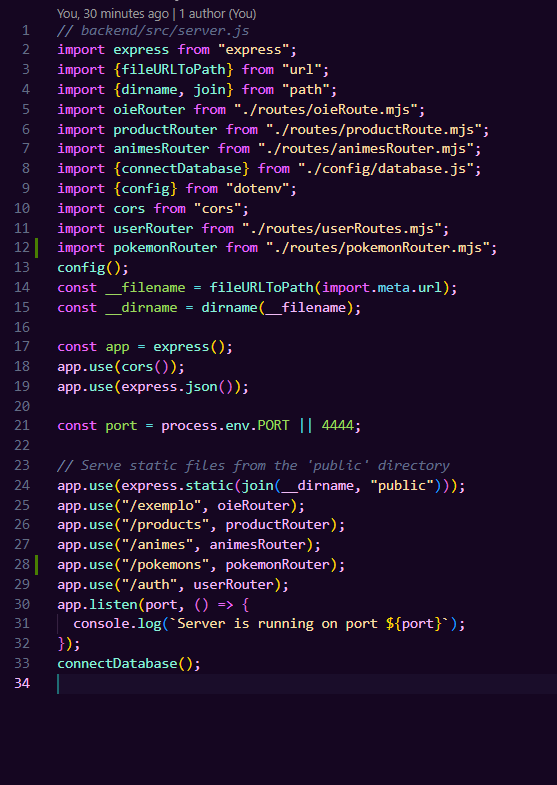 You, 30 minutes ago | 1 author (You)
1 // backend/src/server.js
2 import express from "express";
3 import {fileURLToPath} from "url";
4 import {dirname, join} from "path";
5 import oieRouter from "./routes/oieRoute.mjs";
6 import productRouter from "./routes/productRoute.mjs";
7 import animesRouter from "./routes/animesRouter.mjs";
8 import {connectDatabase} from "./config/database.js";
9 import {config} from "dotenv";
10 import cors from "cors";
11 import userRouter from "./routes/userRoutes.mjs";
12 import pokemonRouter from "./routes/pokemonRouter.mjs";
13 config();
14 const __filename = fileURLToPath(import.meta.url);
15 const __dirname = dirname(__filename);
16
17 const app = express();
18 app.use(cors());
19 app.use(express.json());
20
21 const port = process.env.PORT || 4444;
22
23 // Serve static files from the 'public' directory
24 app.use(express.static(join(__dirname, "public")));
25 app.use("/exemplo", oieRouter);
26 app.use("/products", productRouter);
27 app.use("/animes", animesRouter);
28 app.use("/pokemons", pokemonRouter);
29 app.use("/auth", userRouter);
30 app.listen(port, () => {
31   console.log(`Server is running on port ${port}`);
32 });
33 connectDatabase();
34